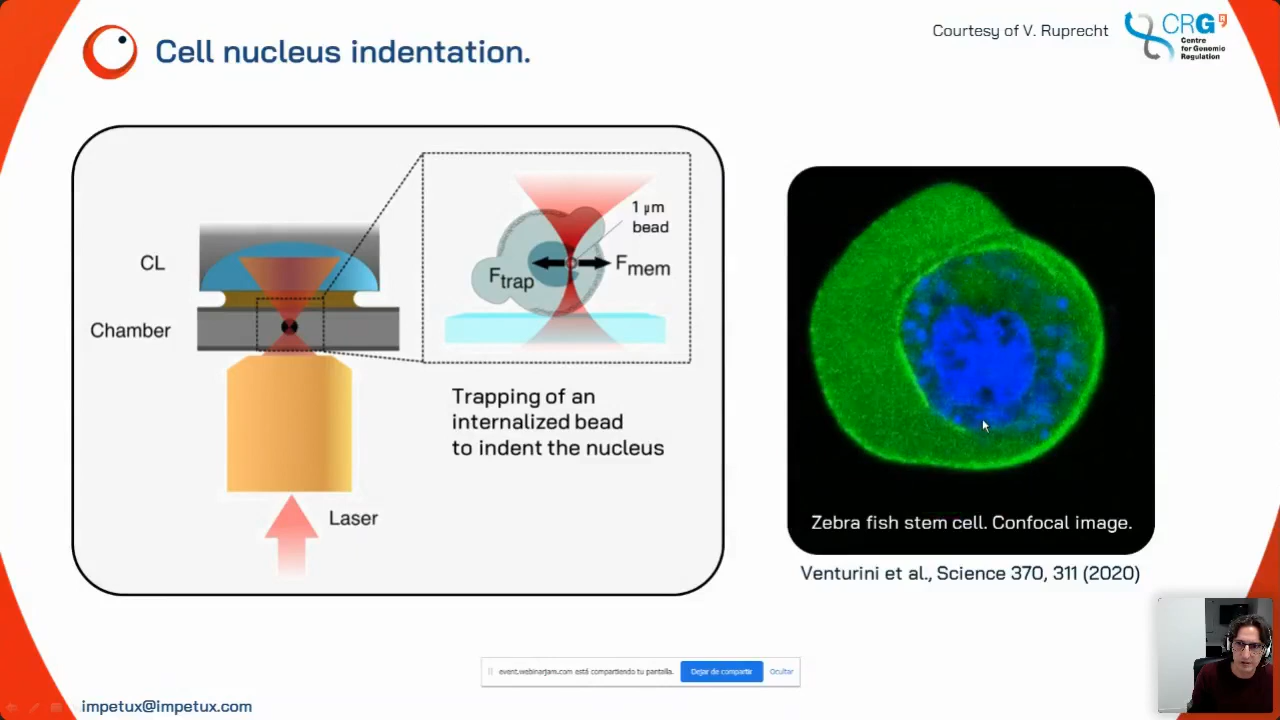 Cell nucleus indentation.
Courtesy of V. Ruprecht
CRG
Centre
for Genomic
Regulation
CL
Chamber
Laser
1 μm
bead
Ftrap
Fmem
Trapping of an
internalized bead
to indent the nucleus
Zebra fish stem cell. Confocal image.
Venturini et al., Science 370, 311 (2020)
event.webinarjam.com está compartiendo tu pantalla.
Dejar de compartir
Ocultar
impetux@impetux.com